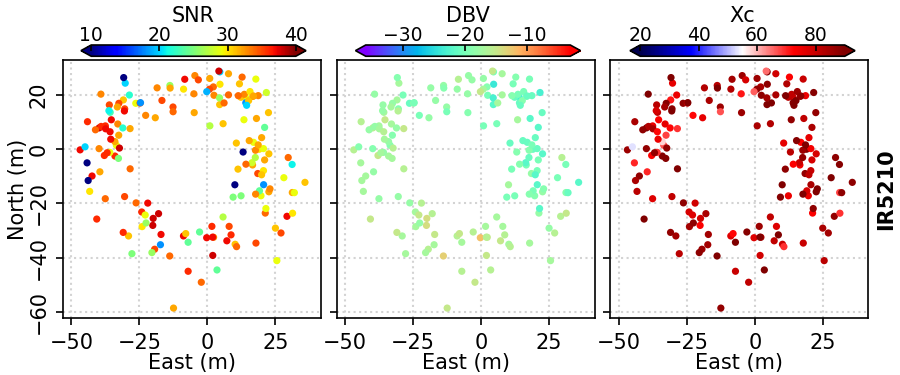 SNR DBV Xc
10 20 30 40 −30 −20 −10 20 40 60 80
North (m)
20
0
−20
−40
−60
IR5210
−50 −25 0 25 −50 −25 0 25 −50 −25 0 25
East (m) East (m) East (m)